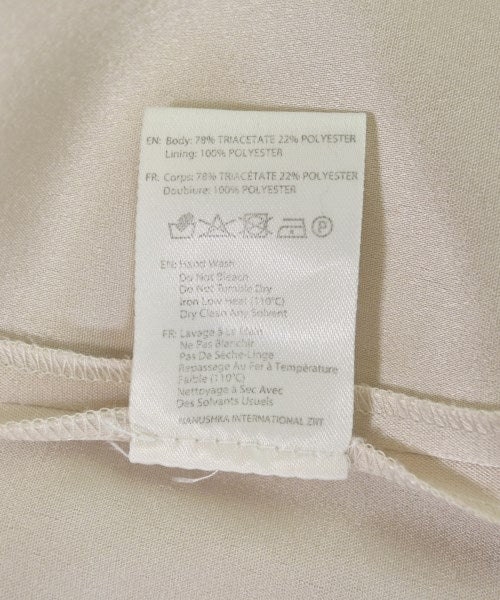 EN: Body: 78% TRIACETATE 22% POLYESTER
Lining: 100% POLYESTER
FR: Corps: 78% TRIACÉTATE 22% POLYESTER
Doublure: 100% POLYESTER
P
EN: Hand Wash
Do Not Bleach
Do Not Tumble Dry
Iron Low Heat (110°C)
Dry Clean Any Solvent
FR: Lavage à La Main
Ne Pas Blanchir
Pas De Sèche-Linge
Repassage Au Fer à Température
Faible (110°C)
Nettoyage à Sec Avec
Des Solvants Usuels
NANUSHKA INTERNATIONAL ZRT